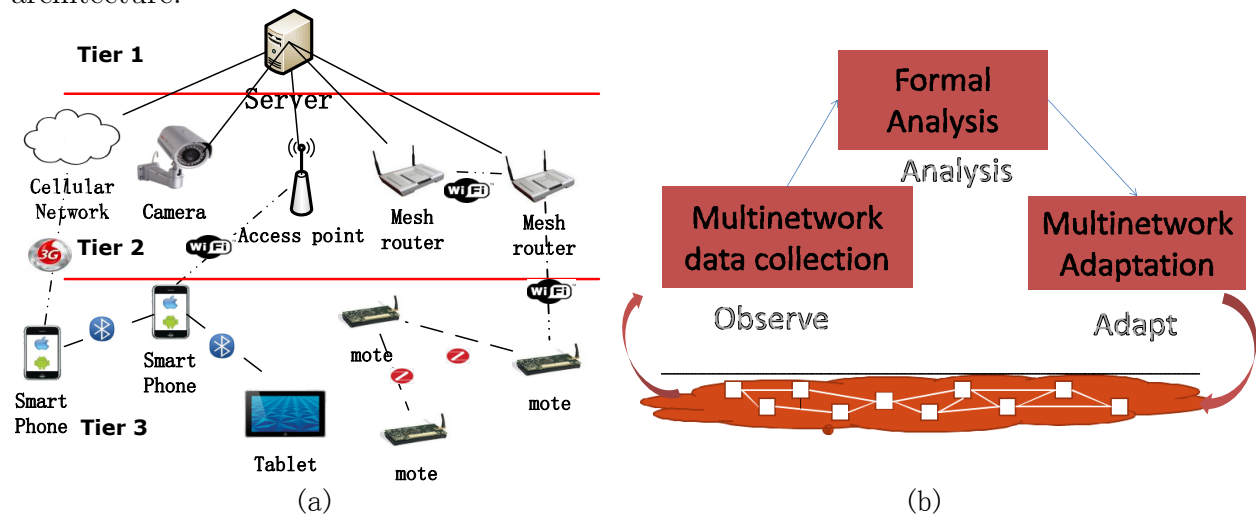 architecture.
Tier 1
Server
Cellular
Network
Camera
Access point
Mesh
router
Mesh
router
WiFi
WiFi
3G
Tier 2
WiFi
WiFi
Smart
Phone
Smart
Phone
Tier 3
Tablet
mote
mote
mote
(a)
Formal
Analysis
Analysis
Multinetwork
data collection
Multinetwork
Adaptation
Observe
Adapt
(b)